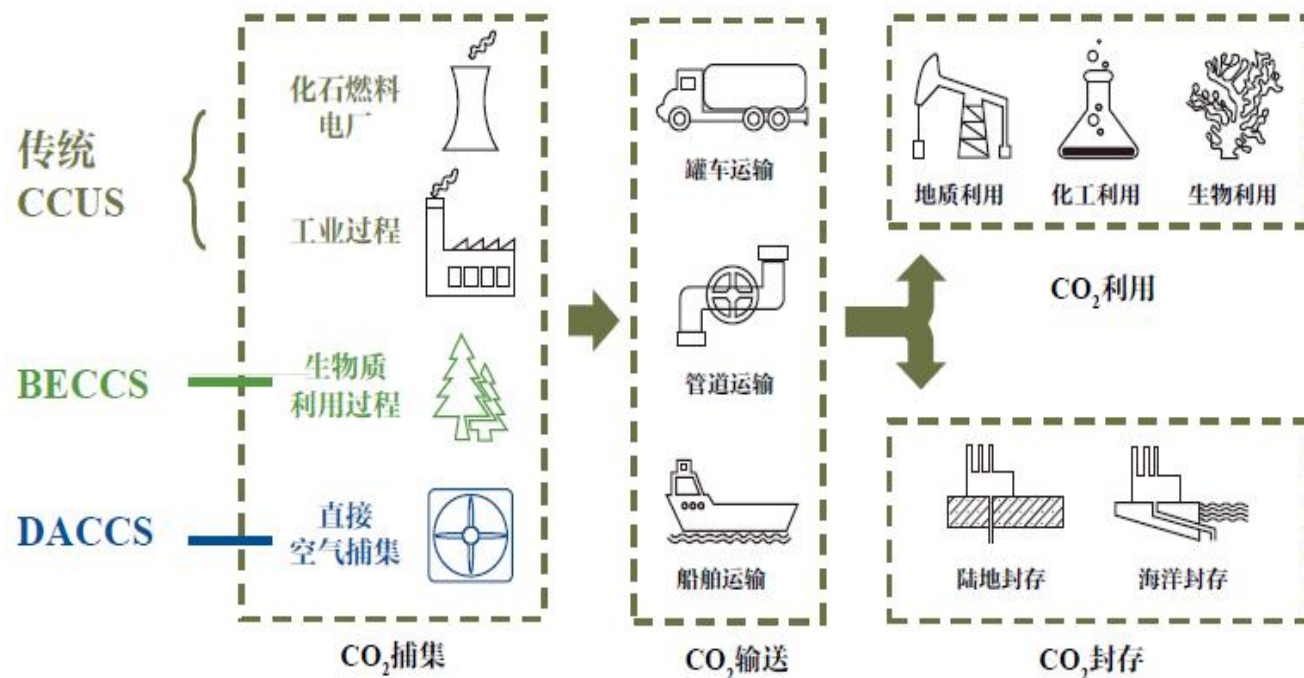 传统
CCUS
化石燃料
电厂
工业过程
BECCS
生物质
利用过程
DACCS
直接
空气捕集
CO₂捕集
罐车运输
管道运输
船舶运输
CO₂输送
地质利用
化工利用
生物利用
CO₂利用
陆地封存
海洋封存
CO₂封存